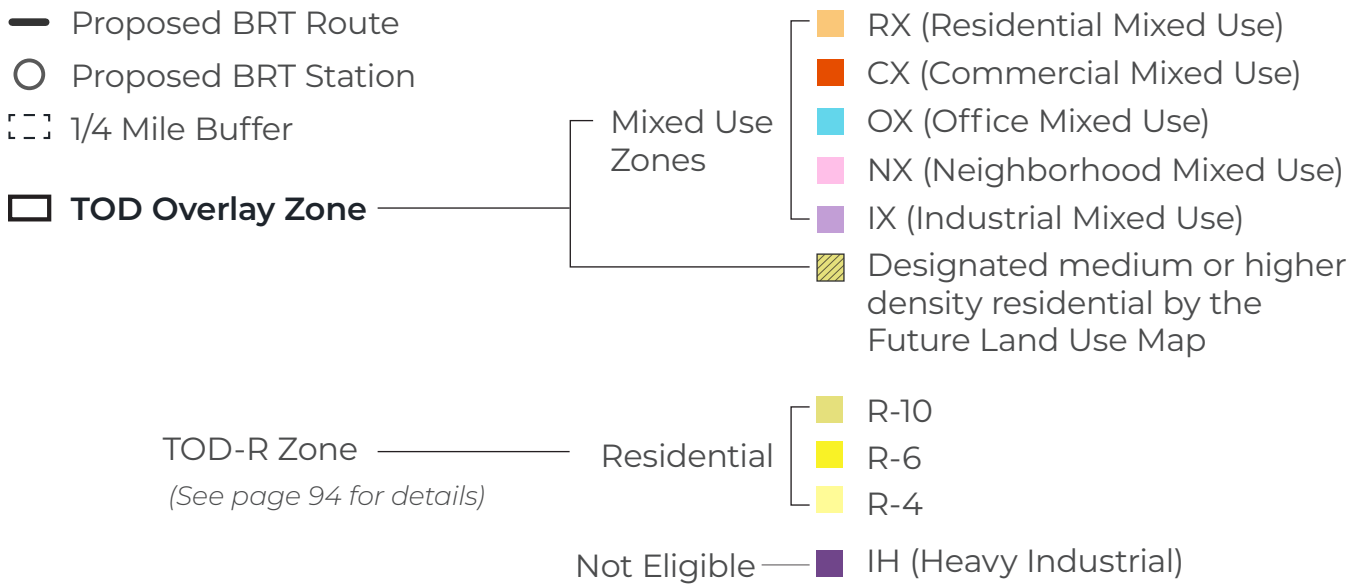 Proposed BRT Route
Proposed BRT Station
1/4 Mile Buffer
TOD Overlay Zone
Mixed Use
Zones
RX (Residential Mixed Use)
CX (Commercial Mixed Use)
OX (Office Mixed Use)
NX (Neighborhood Mixed Use)
IX (Industrial Mixed Use)
Designated medium or higher
density residential by the
Future Land Use Map
TOD-R Zone
(See page 94 for details)
Residential
R-10
R-6
R-4
Not Eligible
IH (Heavy Industrial)